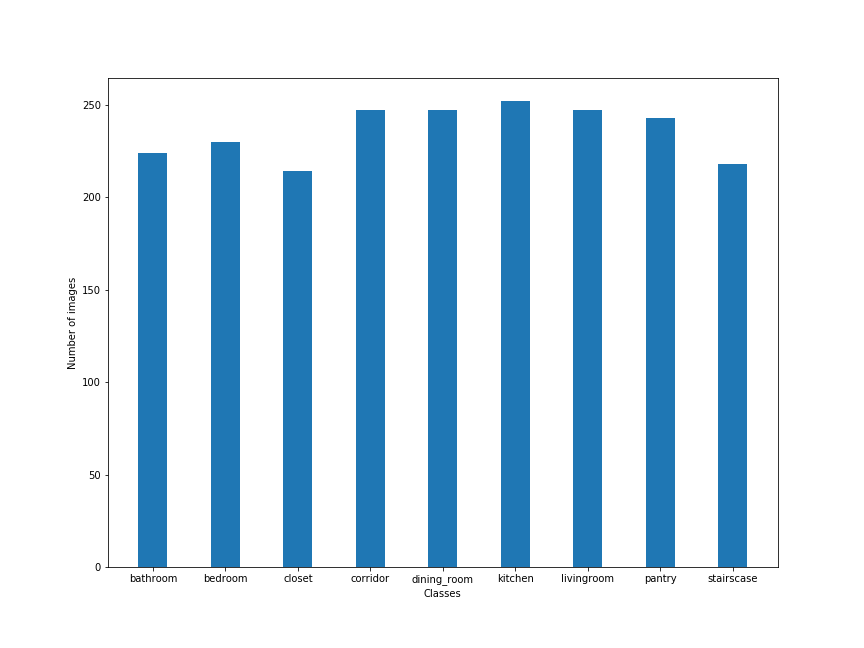 250
200
150
100
50
0
Number of images
bathroom bedroom closet corridor dining_room kitchen livingroom pantry stairscase
Classes